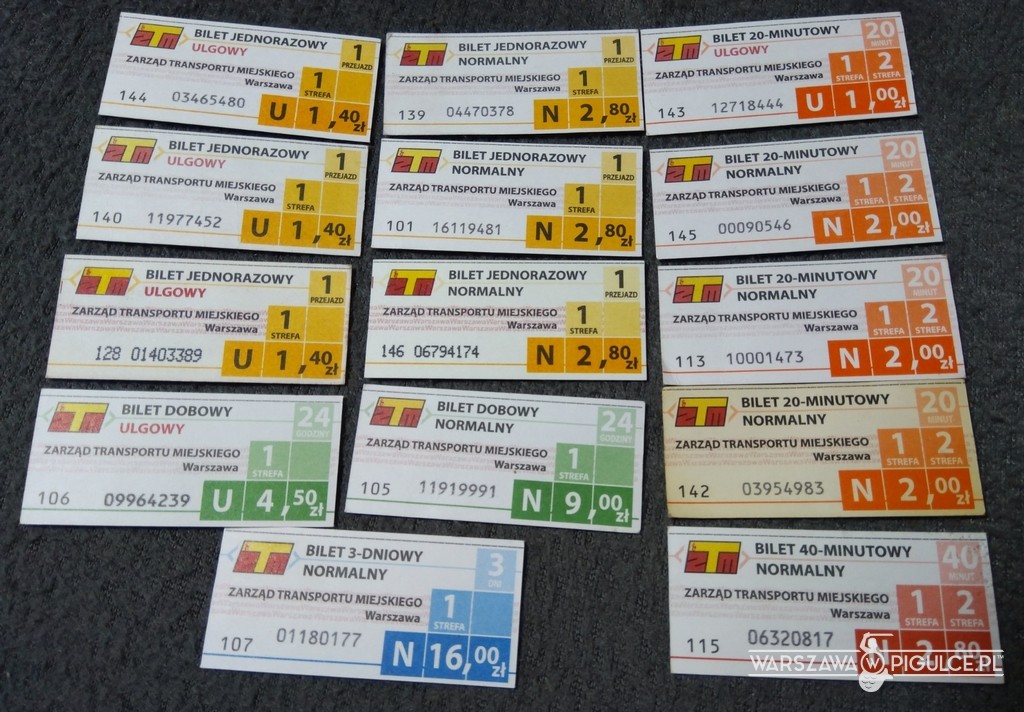 ZTM BILET JEDNORAZOWY 1
ULGOWY PRZEJAZD
ZARZĄD TRANSPORTU MIEJSKIEGO 1
Warszawa STREFA
144 03465480 U 1,40 zł
ZTM BILET JEDNORAZOWY 1
NORMALNY PRZEJAZD
ZARZĄD TRANSPORTU MIEJSKIEGO 1
Warszawa STREFA
139 04470378 N 2,80 zł
ZTM BILET 20-MINUTOWY 20
ULGOWY MINUT
ZARZĄD TRANSPORTU MIEJSKIEGO 1 2
Warszawa STREFA STREFA
143 12718444 U 1,00 zł
ZTM BILET JEDNORAZOWY 1
ULGOWY PRZEJAZD
ZARZĄD TRANSPORTU MIEJSKIEGO 1
Warszawa STREFA
140 11977452 U 1,40 zł
ZTM BILET JEDNORAZOWY 1
NORMALNY PRZEJAZD
ZARZĄD TRANSPORTU MIEJSKIEGO 1
Warszawa STREFA
101 16119481 N 2,80 zł
ZTM BILET 20-MINUTOWY 20
NORMALNY MINUT
ZARZĄD TRANSPORTU MIEJSKIEGO 1 2
Warszawa STREFA STREFA
145 00090546 N 2,00 zł
ZTM BILET JEDNORAZOWY 1
ULGOWY PRZEJAZD
ZARZĄD TRANSPORTU MIEJSKIEGO 1
Warszawa STREFA
128 01403389 U 1,40 zł
ZTM BILET JEDNORAZOWY 1
NORMALNY PRZEJAZD
ZARZĄD TRANSPORTU MIEJSKIEGO 1
Warszawa STREFA
146 06794174 N 2,80 zł
ZTM BILET 20-MINUTOWY 20
NORMALNY MINUT
ZARZĄD TRANSPORTU MIEJSKIEGO 1 2
Warszawa STREFA STREFA
113 10001473 N 2,00 zł
ZTM BILET DOBOWY 24
ULGOWY GODZINY
ZARZĄD TRANSPORTU MIEJSKIEGO 1
Warszawa STREFA
106 09964239 U 4,50 zł
ZTM BILET DOBOWY 24
NORMALNY GODZINY
ZARZĄD TRANSPORTU MIEJSKIEGO 1
Warszawa STREFA
105 11919991 N 9,00 zł
ZTM BILET 20-MINUTOWY 20
NORMALNY MINUT
ZARZĄD TRANSPORTU MIEJSKIEGO 1 2
Warszawa STREFA STREFA
142 03954983 N 2,00 zł
ZTM BILET 3-DNIOWY 3
NORMALNY DNI
ZARZĄD TRANSPORTU MIEJSKIEGO 1
Warszawa STREFA
107 01180177 N 16,00 zł
ZTM BILET 40-MINUTOWY 40
NORMALNY MINUT
ZARZĄD TRANSPORTU MIEJSKIEGO 1 2
Warszawa STREFA STREFA
115 06320817 N 2,80
WARSZAWA W PIGULCE.PL